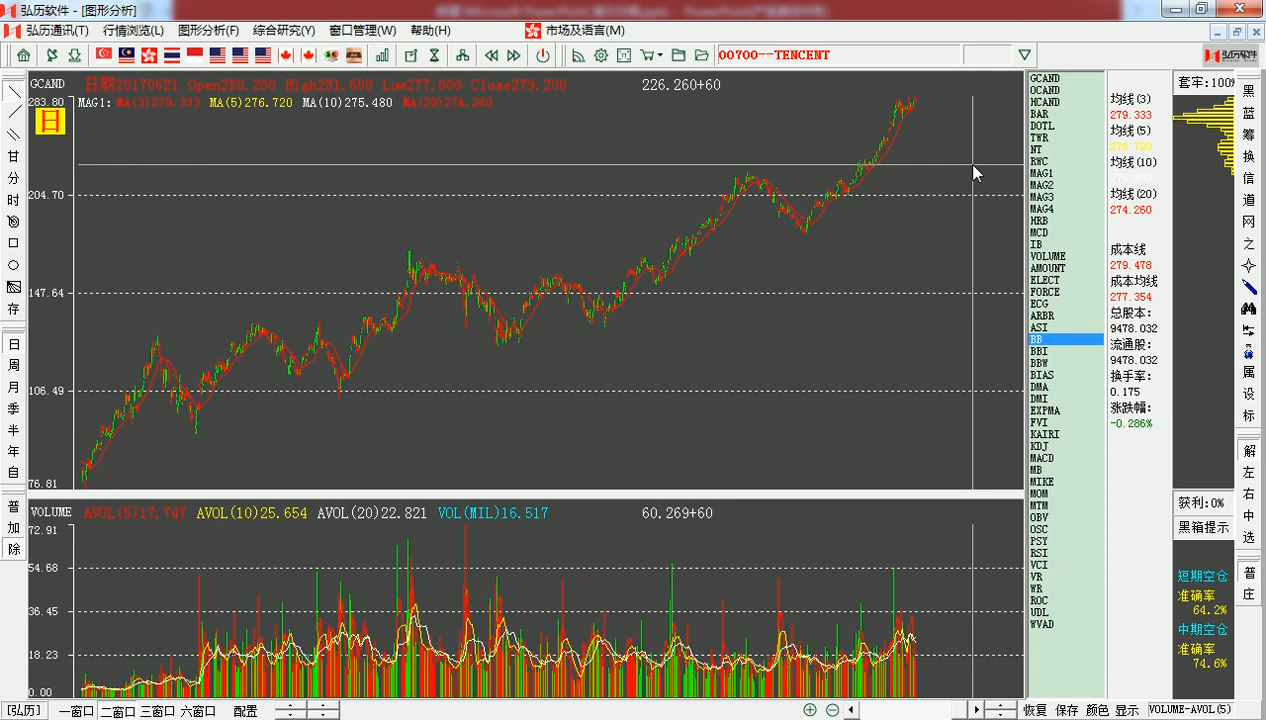 弘历软件 - [图形分析]
弘历通讯(T) 行情浏览(L) 图形分析(F) 综合研究(Y) 窗口管理(W) 帮助(H) 市场及语言(M)
00700--TENCENT
弘历软件
GCAND 日期20170621 Open280.200 High281.600 Low277.000 Close279.200 226.260+60
283.80 MAG1: MA(3)279.333 MA(5)276.720 MA(10)275.480 MA(20)274.260
日
204.70
147.64
106.49
76.81
VOLUME AVOL(5)17.747 AVOL(10)25.654 AVOL(20)22.821 VOL(MIL)16.517 60.269+60
72.91
54.68
36.45
18.23
0.00
甘
分
时
存
日
周
月
季
半
年
自
普
加
除
GCAND
OCAND
HCAND
BAR
DOTL
TWR
NT
RWC
MAG1
MAG2
MAG3
MAG4
HRB
MCD
IB
VOLUME
AMOUNT
ELECT
FORCE
ECG
ARBR
ASI
BB
BBI
BBW
BIAS
DMA
DMI
EXPMA
FVI
KAIRI
KDJ
MACD
MB
MIKE
MOM
MTM
OBV
OSC
PSY
RSI
VCI
VR
WR
ROC
UDL
WVAD
均线(3)
279.333
均线(5)
276.720
均线(10)
275.480
均线(20)
274.260
成本线
279.478
成本均线
277.354
总股本:
9478.032
流通股:
9478.032
换手率:
0.175
涨跌幅:
-0.286%
套牢:100%
获利:0%
黑箱提示
短期空仓
准确率
64.2%
中期空仓
准确率
74.6%
黑
蓝
筹
换
信
道
网
之
属
设
标
解
左
右
中
选
普
庄
[弘历] 一窗口 二窗口 三窗口 六窗口 配置 恢复 保存 颜色 显示 VOLUME-AVOL(5)